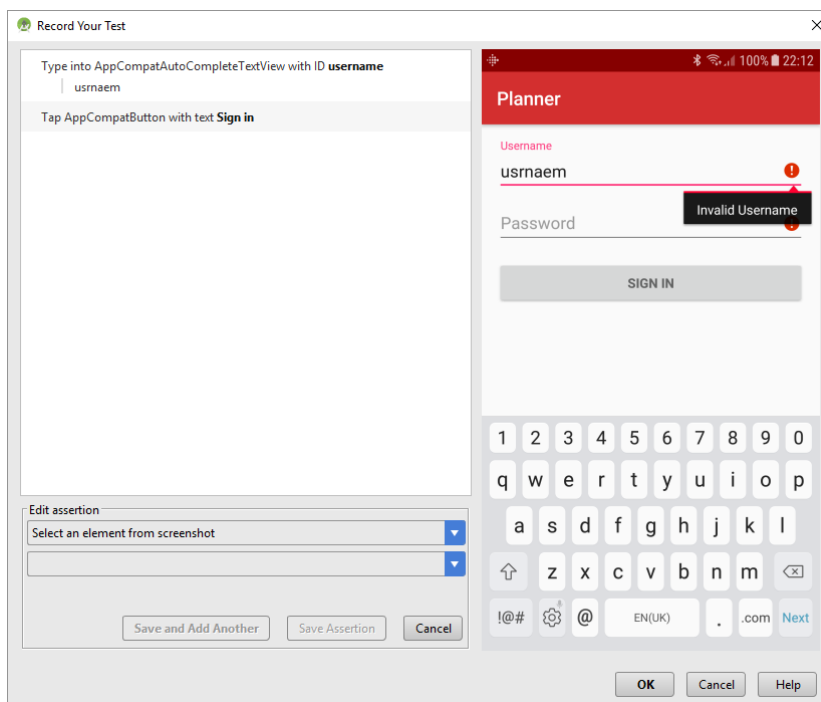 Record Your Test
Type into AppCompatAutoCompleteTextView with ID username
usrnaem
Tap AppCompatButton with text Sign in
Edit assertion
Select an element from screenshot
Save and Add Another
Save Assertion
Cancel
100% 22:12
Planner
Username
usrnaem
Invalid Username
Password
SIGN IN
1 2 3 4 5 6 7 8 9 0
q w e r t y u i o p
a s d f g h j k l
z x c v b n m
!@# @ EN(UK) . .com Next
OK
Cancel
Help